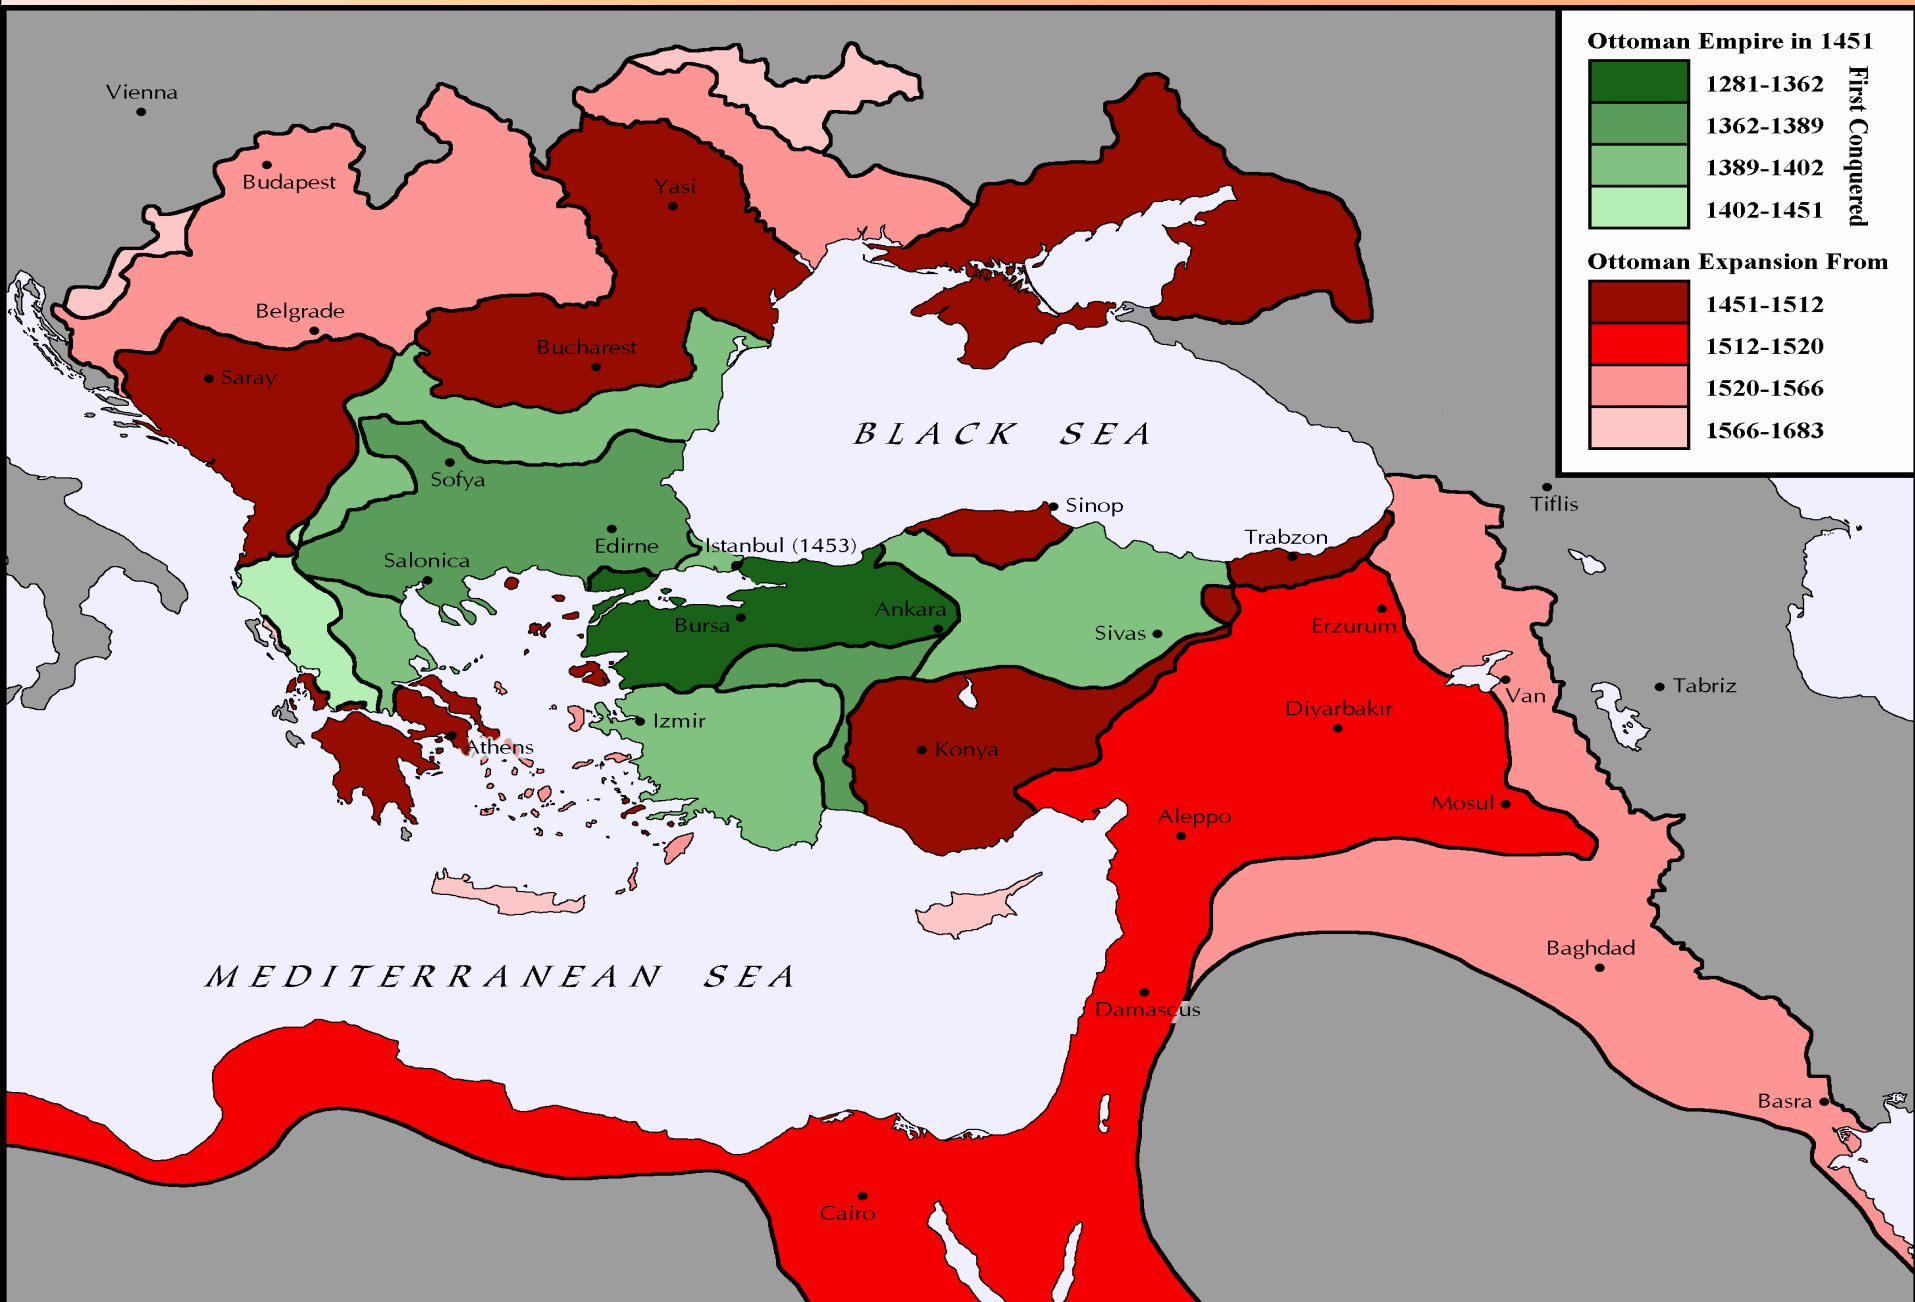 Ottoman Empire in 1451
1281-1362
1362-1389
1389-1402
1402-1451
First Conquered
Ottoman Expansion From
1451-1512
1512-1520
1520-1566
1566-1683
Vienna
Budapest
Yasi
Belgrade
Bucharest
Saray
BLACK SEA
Sofya
Sinop
Tiflis
Edirne
Istanbul (1453)
Trabzon
Salonica
Ankara
Bursa
Sivas
Erzurum
Van
Tabriz
Izmir
Diyarbakır
Athens
Konya
Mosul
Aleppo
Baghdad
MEDITERRANEAN SEA
Damascus
Basra
Cairo